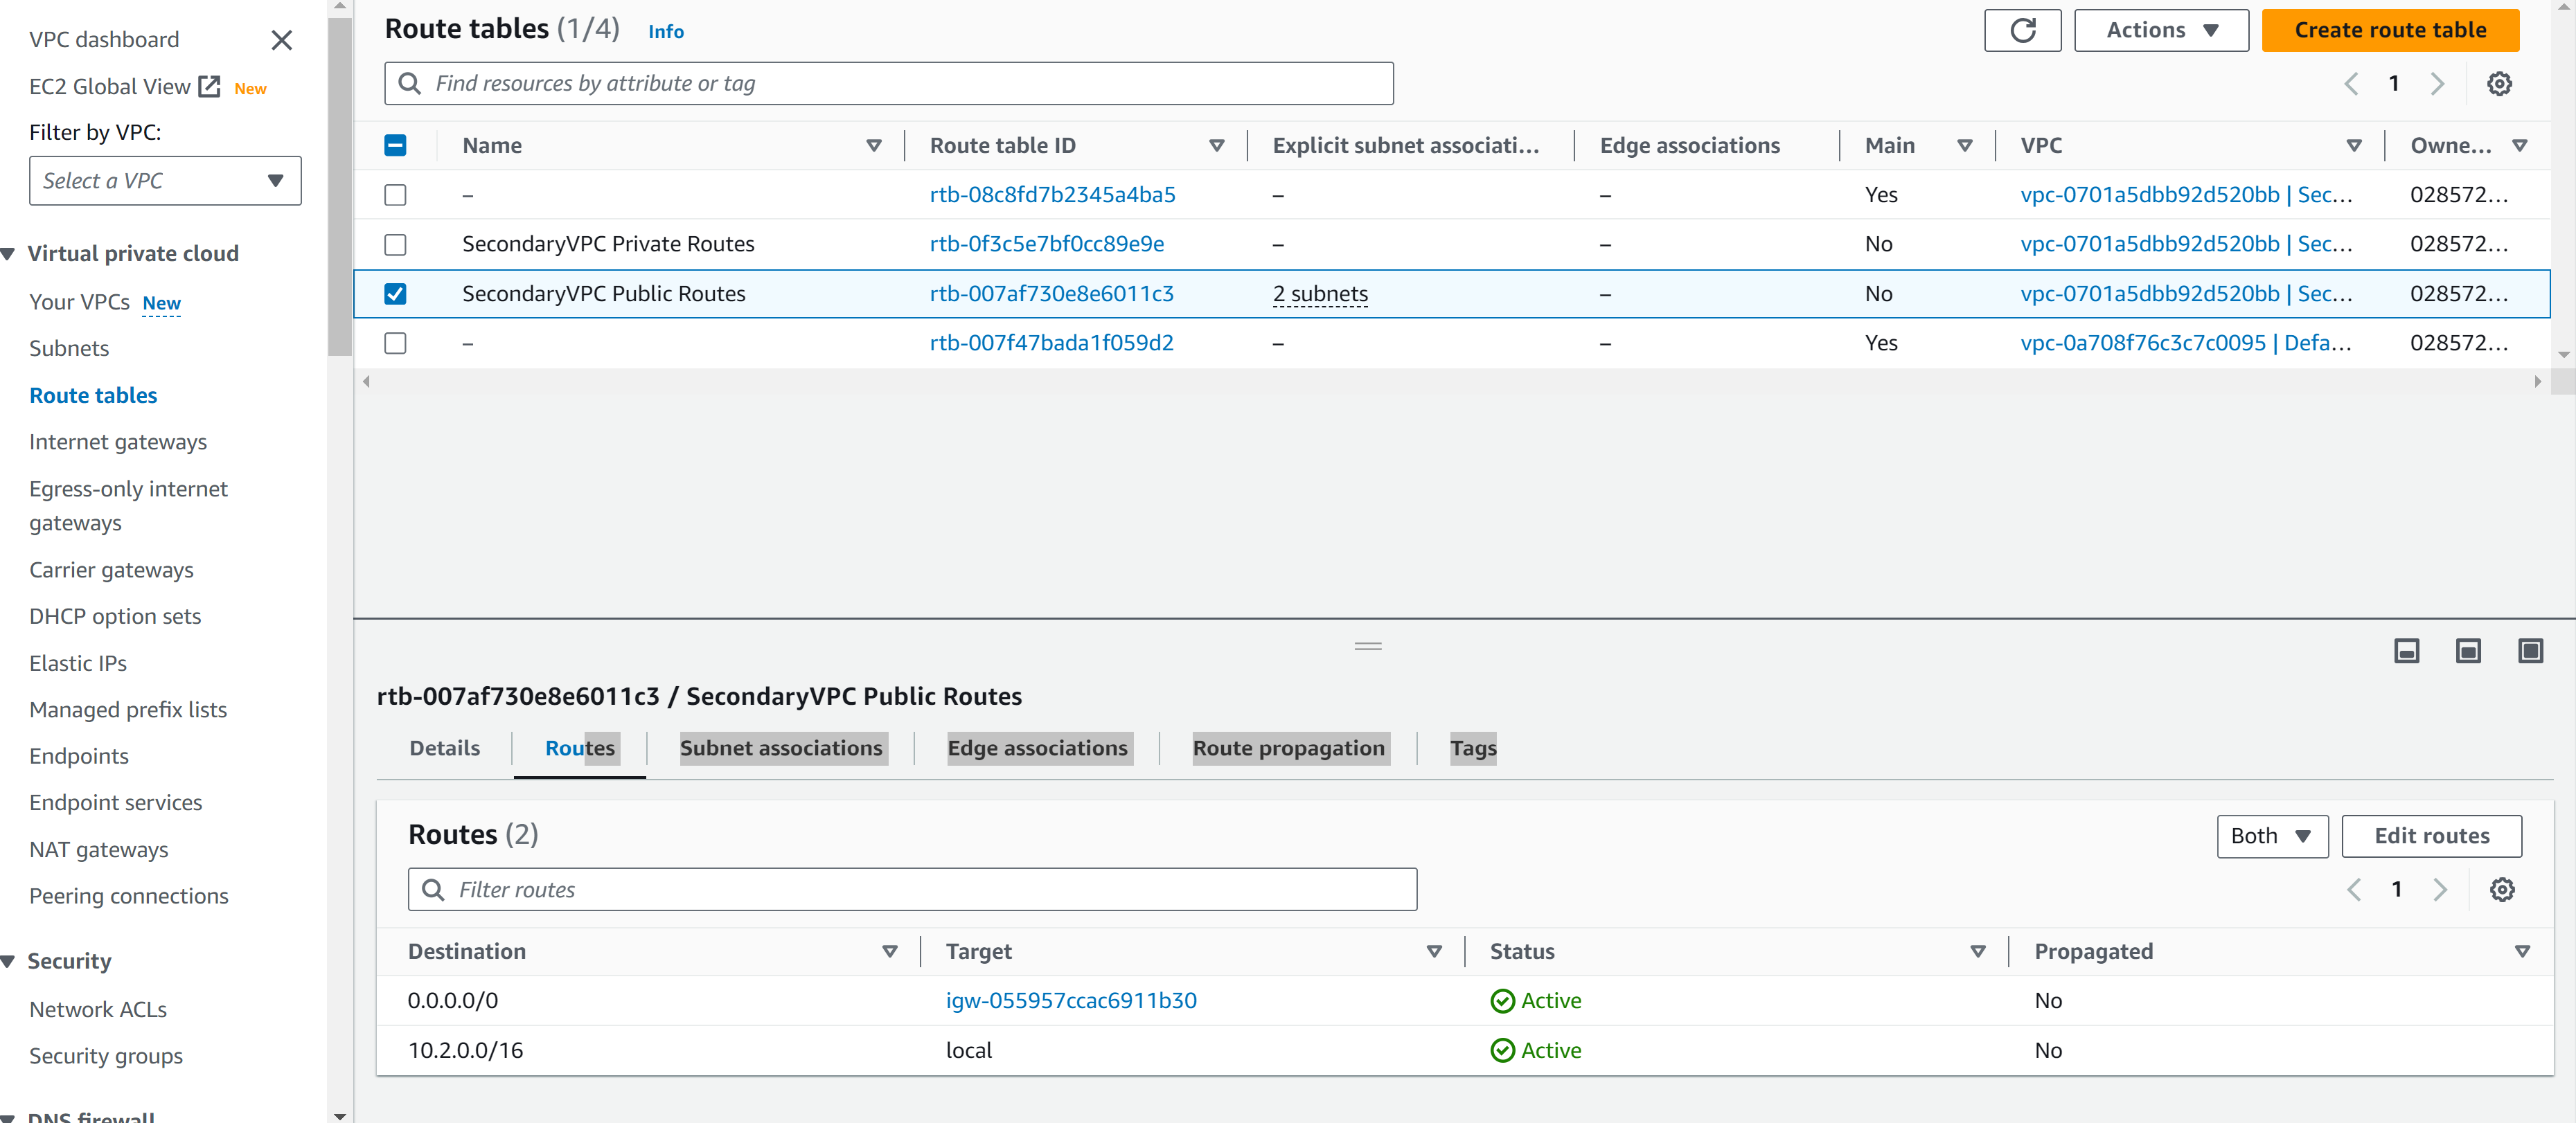 VPC dashboard
EC2 Global View New
Filter by VPC:
Select a VPC
Virtual private cloud
Your VPCs New
Subnets
Route tables
Internet gateways
Egress-only internet
gateways
Carrier gateways
DHCP option sets
Elastic IPs
Managed prefix lists
Endpoints
Endpoint services
NAT gateways
Peering connections
Security
Network ACLs
Security groups
DNS firewall
Route tables (1/4) Info
Actions
Create route table
Find resources by attribute or tag
1
Name Route table ID Explicit subnet associati... Edge associations Main VPC Owne...
– rtb-08c8fd7b2345a4ba5 – – Yes vpc-0701a5dbb92d520bb | Sec... 028572...
SecondaryVPC Private Routes rtb-0f3c5e7bf0cc89e9e – – No vpc-0701a5dbb92d520bb | Sec... 028572...
SecondaryVPC Public Routes rtb-007af730e8e6011c3 2 subnets – No vpc-0701a5dbb92d520bb | Sec... 028572...
– rtb-007f47bada1f059d2 – – Yes vpc-0a708f76c3c7c0095 | Defa... 028572...
rtb-007af730e8e6011c3 / SecondaryVPC Public Routes
Details Routes Subnet associations Edge associations Route propagation Tags
Routes (2)
Both Edit routes
Filter routes
1
Destination Target Status Propagated
0.0.0.0/0 igw-055957ccac6911b30 Active No
10.2.0.0/16 local Active No